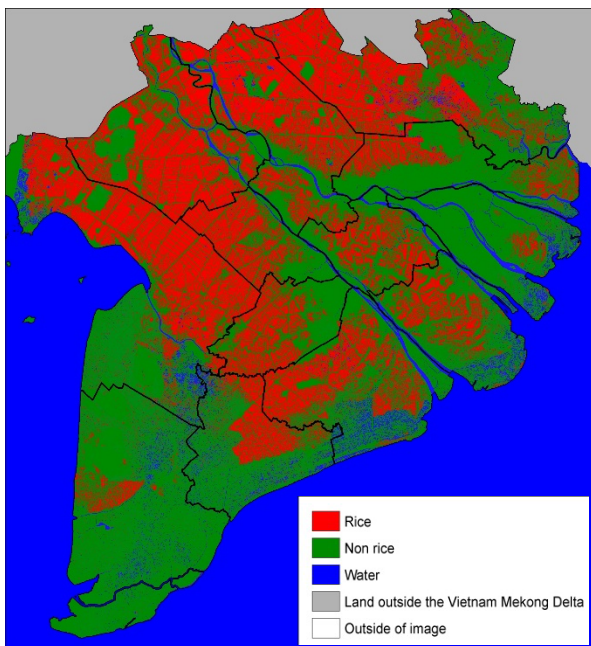 Rice
Non rice
Water
Land outside the Vietnam Mekong Delta
Outside of image